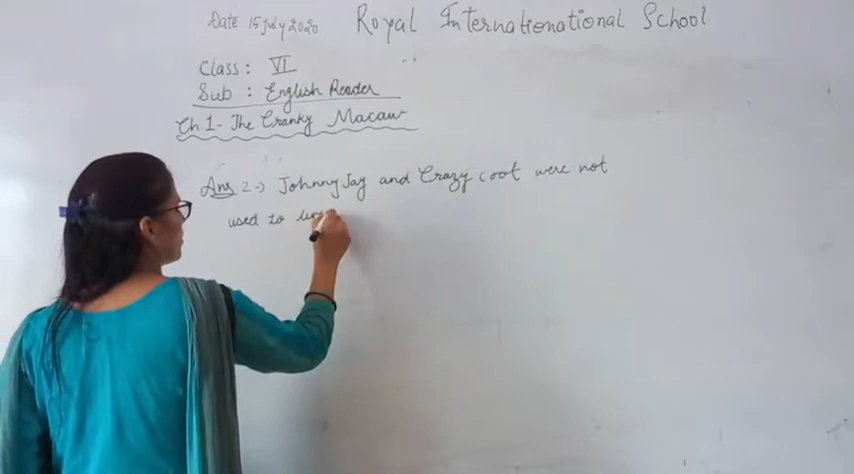 Date 15 July 2020 Royal Internationational School
Class : VI
Sub : English Reader
Ch 1 - The Cranky Macaw
Ans 2 -> Johnny Jay and Crazy coot were not
used to